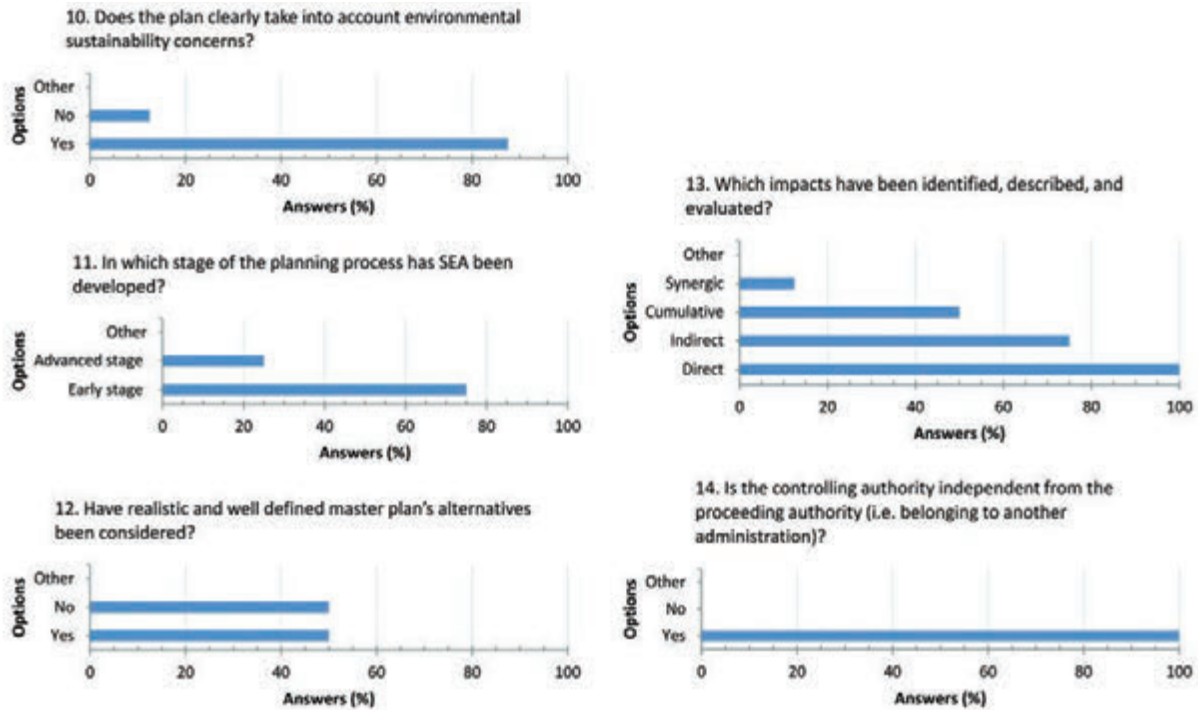 10. Does the plan clearly take into account environmental
sustainability concerns?
Options
Other
No
Yes
0 20 40 60 80 100
Answers (%)
11. In which stage of the planning process has SEA been
developed?
Options
Other
Advanced stage
Early stage
0 20 40 60 80 100
Answers (%)
12. Have realistic and well defined master plan's alternatives
been considered?
Options
Other
No
Yes
0 20 40 60 80 100
Answers (%)
13. Which impacts have been identified, described, and
evaluated?
Options
Other
Synergic
Cumulative
Indirect
Direct
0 20 40 60 80 100
Answers (%)
14. Is the controlling authority independent from the
proceeding authority (i.e. belonging to another
administration)?
Options
Other
No
Yes
0 20 40 60 80 100
Answers (%)